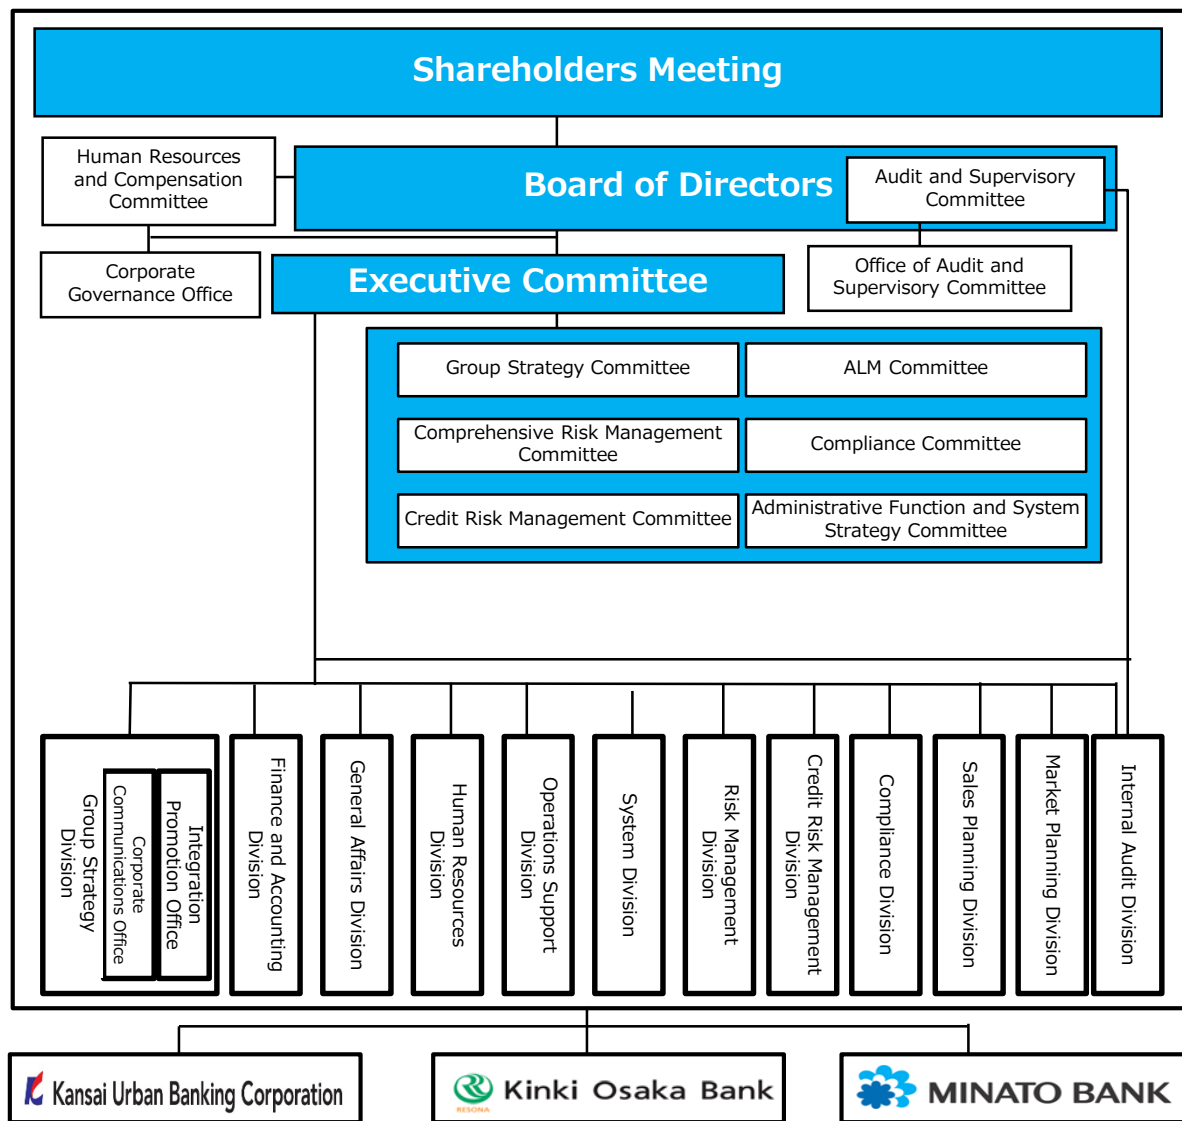 Shareholders Meeting
Human Resources
and Compensation
Committee
Board of Directors
Audit and Supervisory
Committee
Corporate
Governance Office
Executive Committee
Office of Audit and
Supervisory Committee
Group Strategy Committee
ALM Committee
Comprehensive Risk Management
Committee
Compliance Committee
Credit Risk Management Committee
Administrative Function and System
Strategy Committee
Group Strategy
Division
Corporate
Communications Office
Integration
Promotion Office
Finance and Accounting
Division
General Affairs Division
Human Resources
Division
Operations Support
Division
System Division
Risk Management
Division
Credit Risk Management
Division
Compliance Division
Sales Planning Division
Market Planning Division
Internal Audit Division
Kansai Urban Banking Corporation
RESONA
Kinki Osaka Bank
MINATO BANK